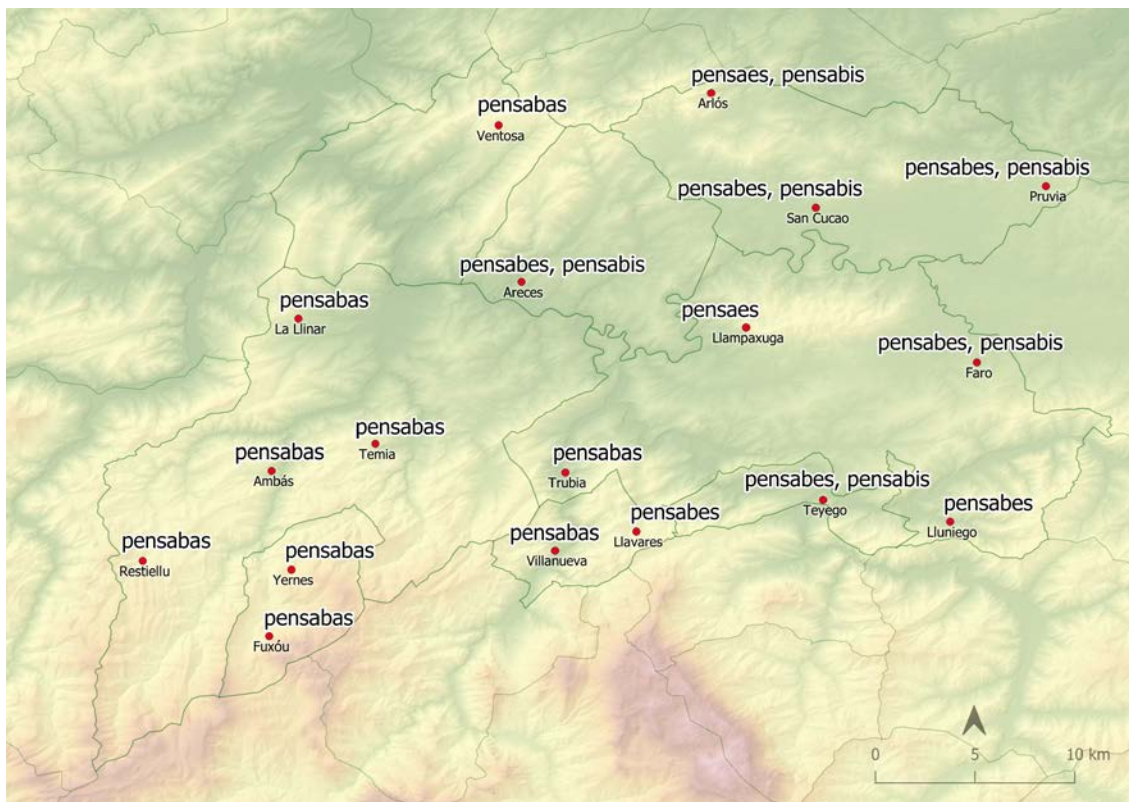 pensaes, pensabis
Arlós
pensabas
Ventosa
pensabes, pensabis
Pruvia
pensabes, pensabis
San Cucao
pensabes, pensabis
Areces
pensabas
La Llinar
pensaes
Llampaxuga
pensabes, pensabis
Faro
pensabas
Temia
pensabas
Ambás
pensabas
Trubia
pensabes, pensabis
Teyego
pensabes
Lluniego
pensabes
Llavares
pensabas
Villanueva
pensabas
Restiellu
pensabas
Yernes
pensabas
Fuxóu
0 5 10 km